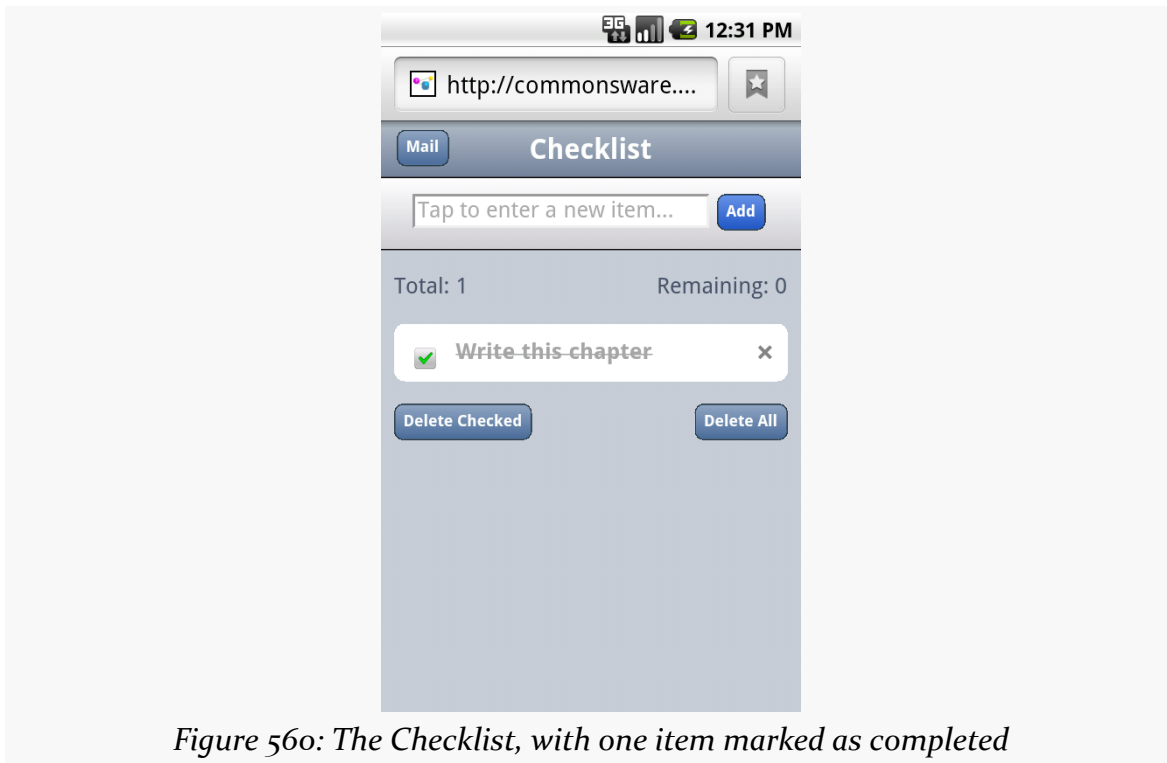 3G 12:31 PM
http://commonsware....
Mail Checklist
Tap to enter a new item... Add
Total: 1 Remaining: 0
Write this chapter ×
Delete Checked Delete All
Figure 560: The Checklist, with one item marked as completed